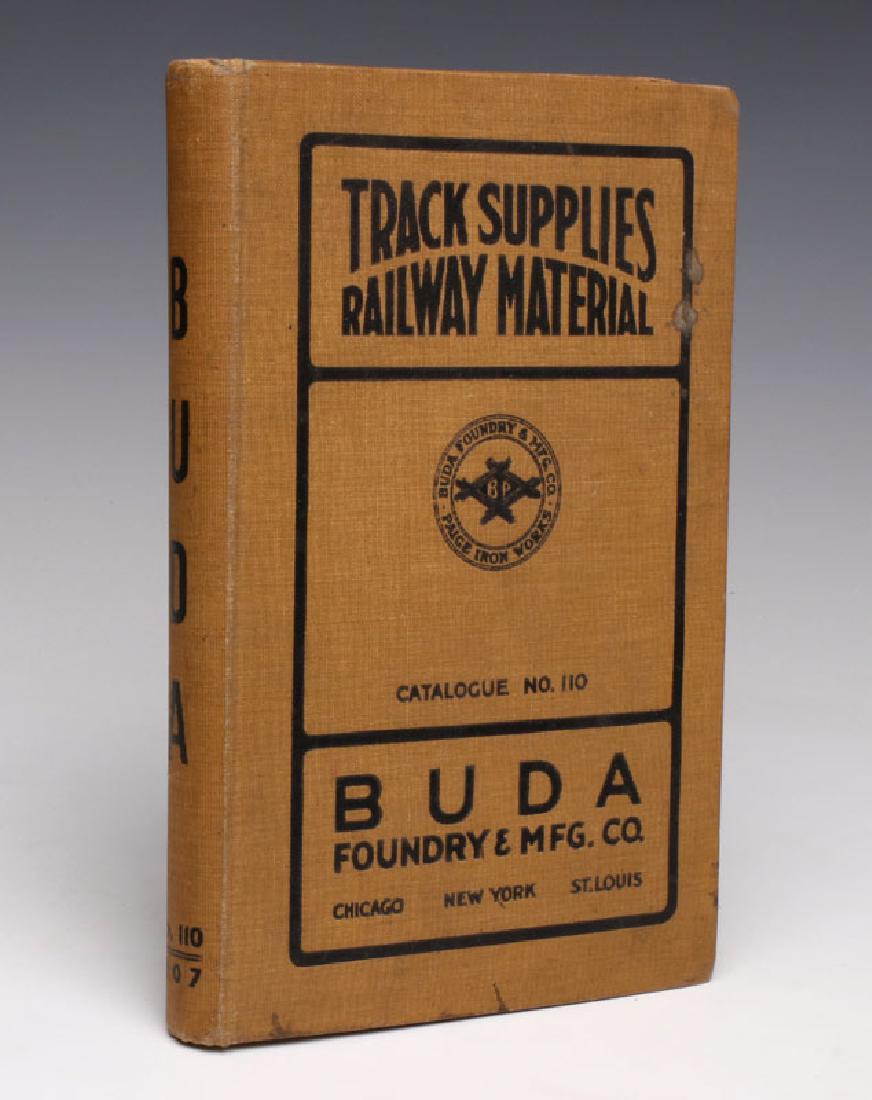 BUDA
110
07
TRACK SUPPLIES
RAILWAY MATERIAL
BUDA FOUNDRY & MFG. CO.
PAIGE IRON WORKS
BP
CATALOGUE NO. 110
BUDA
FOUNDRY & MFG. CO.
CHICAGO NEW YORK ST. LOUIS